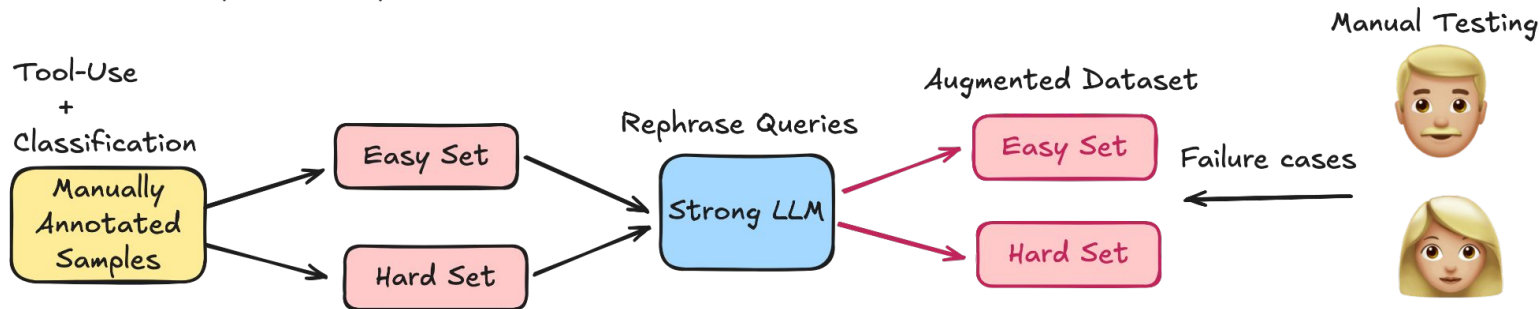 Manual Testing
Tool-Use
+
Classification
Manually
Annotated
Samples
Easy Set
Hard Set
Rephrase Queries
Strong LLM
Augmented Dataset
Easy Set
Hard Set
Failure cases